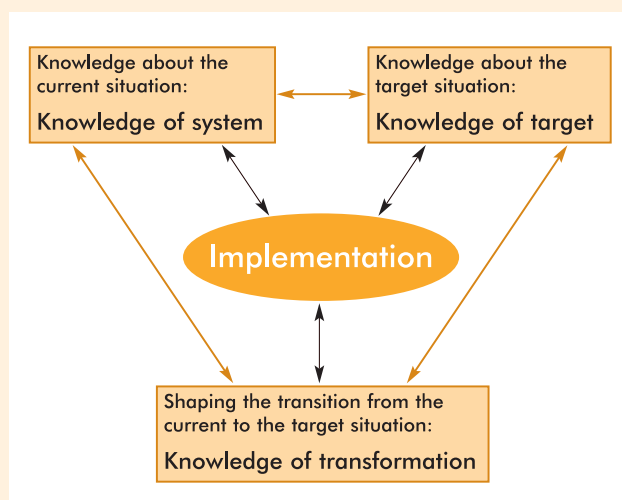 Knowledge about the
current situation:
Knowledge of system
Knowledge about the
target situation:
Knowledge of target
Implementation
Shaping the transition from the
current to the target situation:
Knowledge of transformation